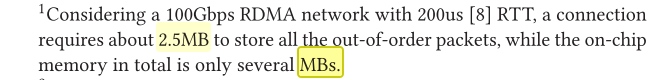 ¹Considering a 100Gbps RDMA network with 200us [8] RTT, a connection
requires about 2.5MB to store all the out-of-order packets, while the on-chip
memory in total is only several MBs.